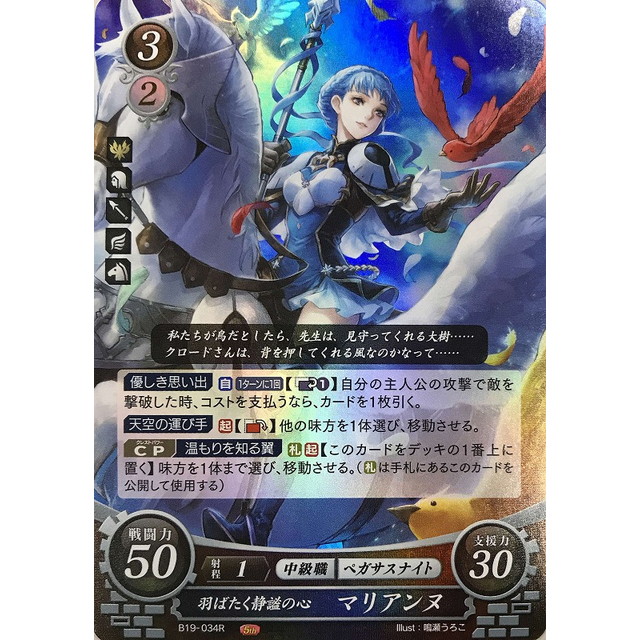 3
2
私たちが鳥だとしたら、先生は、見守ってくれる大樹……
クロードさんは、背を押してくれる風なのかなって……
優しき思い出 自 1ターンに1回【1】自分の主人公の攻撃で敵を
撃破した時、コストを支払うなら、カードを1枚引く。
天空の運び手 起【】他の味方を1体選び、移動させる。
クレストパワー
CP 温もりを知る翼 札 起【このカードをデッキの1番上に
置く】味方を1体まで選び、移動させる。(札は手札にあるこのカードを
公開して使用する)
戦闘力 50 射程 1 中級職 ペガサスナイト 支援力 30
羽ばたく静謐の心 マリアンヌ
B19-034R 5th Illust：鳴瀬うろこ